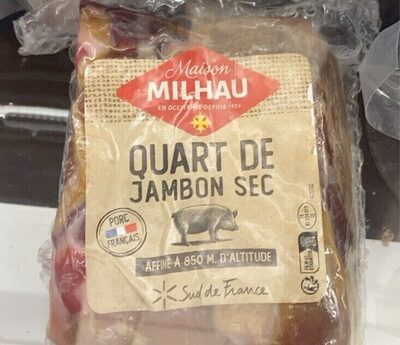 Maison
MILHAU
EN OCCITANIE DEPUIS 1924
QUART DE
JAMBON SEC
PORC
FRANÇAIS
AFFINÉ À 850 M. D'ALTITUDE
Sud de France